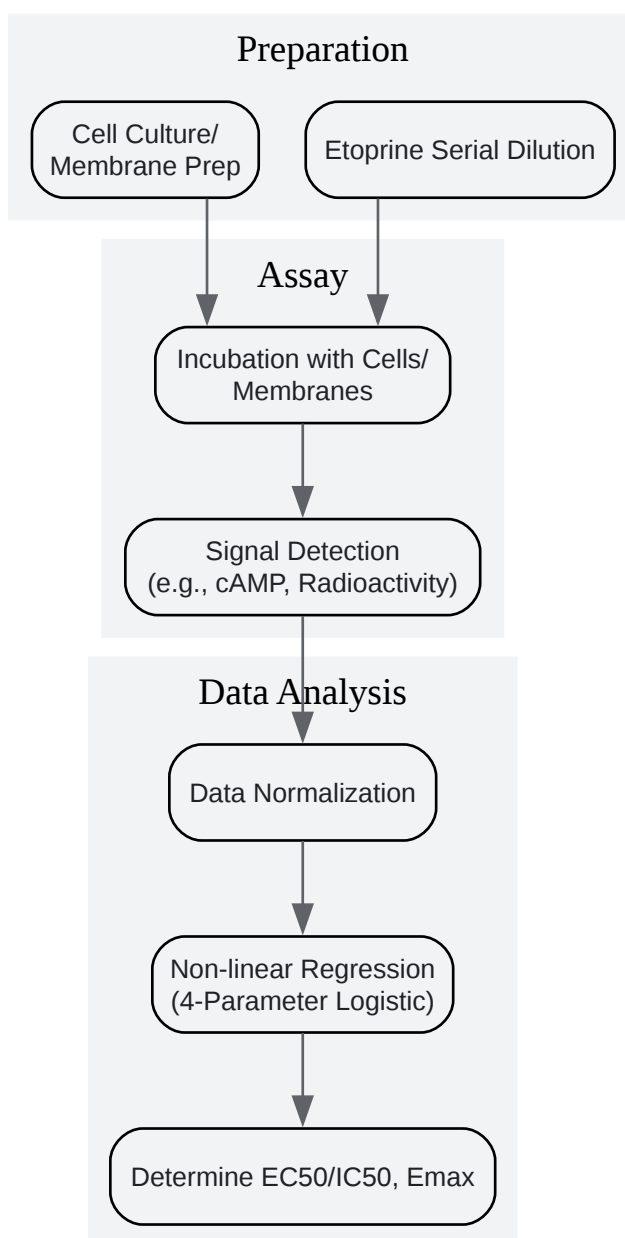 Preparation
Cell Culture/
Membrane Prep
Etoprine Serial Dilution
Assay
Incubation with Cells/
Membranes
Signal Detection
(e.g., cAMP, Radioactivity)
Data Analysis
Data Normalization
Non-linear Regression
(4-Parameter Logistic)
Determine EC50/IC50, Emax